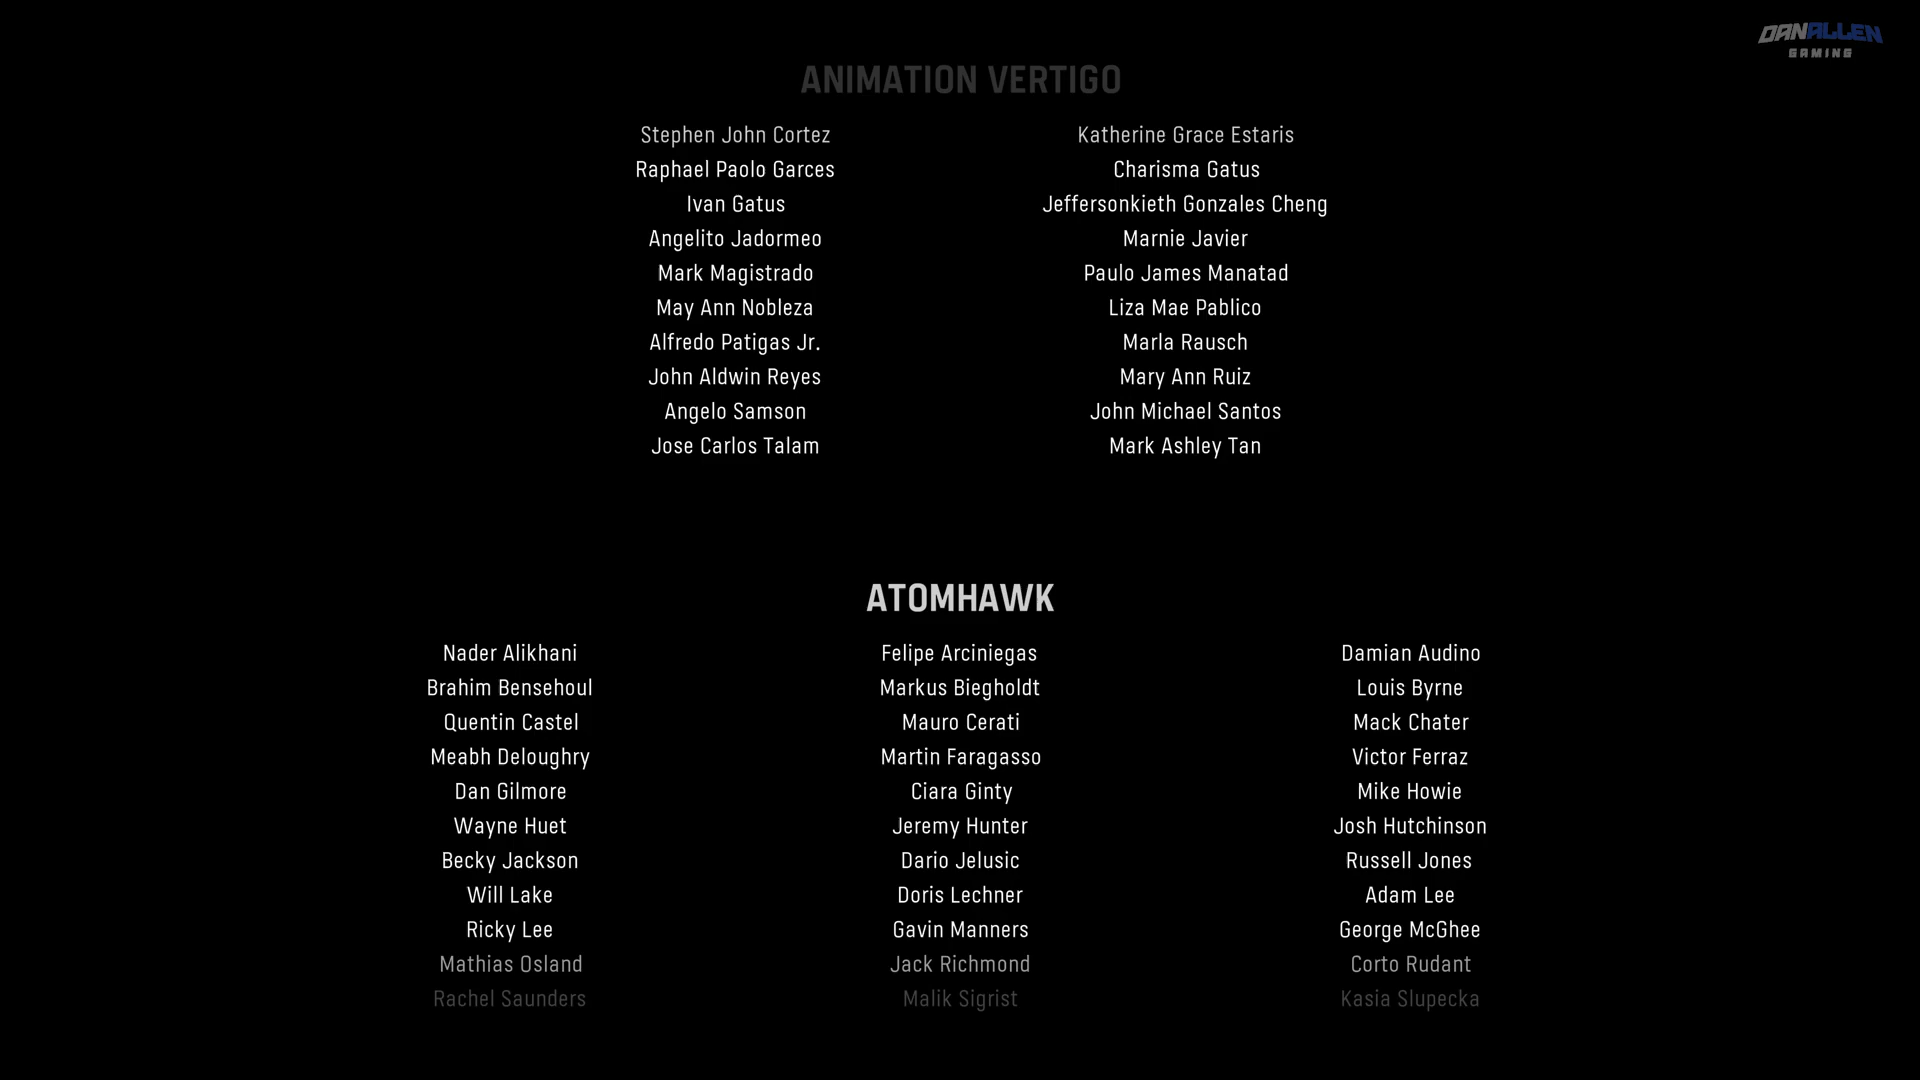 DANALLEN
GAMING
ANIMATION VERTIGO
Stephen John Cortez Katherine Grace Estaris
Raphael Paolo Garces Charisma Gatus
Ivan Gatus Jeffersonkieth Gonzales Cheng
Angelito Jadormeo Marnie Javier
Mark Magistrado Paulo James Manatad
May Ann Nobleza Liza Mae Pablico
Alfredo Patigas Jr. Marla Rausch
John Aldwin Reyes Mary Ann Ruiz
Angelo Samson John Michael Santos
Jose Carlos Talam Mark Ashley Tan
ATOMHAWK
Nader Alikhani Felipe Arciniegas Damian Audino
Brahim Bensehoul Markus Biegholdt Louis Byrne
Quentin Castel Mauro Cerati Mack Chater
Meabh Deloughry Martin Faragasso Victor Ferraz
Dan Gilmore Ciara Ginty Mike Howie
Wayne Huet Jeremy Hunter Josh Hutchinson
Becky Jackson Dario Jelusic Russell Jones
Will Lake Doris Lechner Adam Lee
Ricky Lee Gavin Manners George McGhee
Mathias Osland Jack Richmond Corto Rudant
Rachel Saunders Malik Sigrist Kasia Slupecka